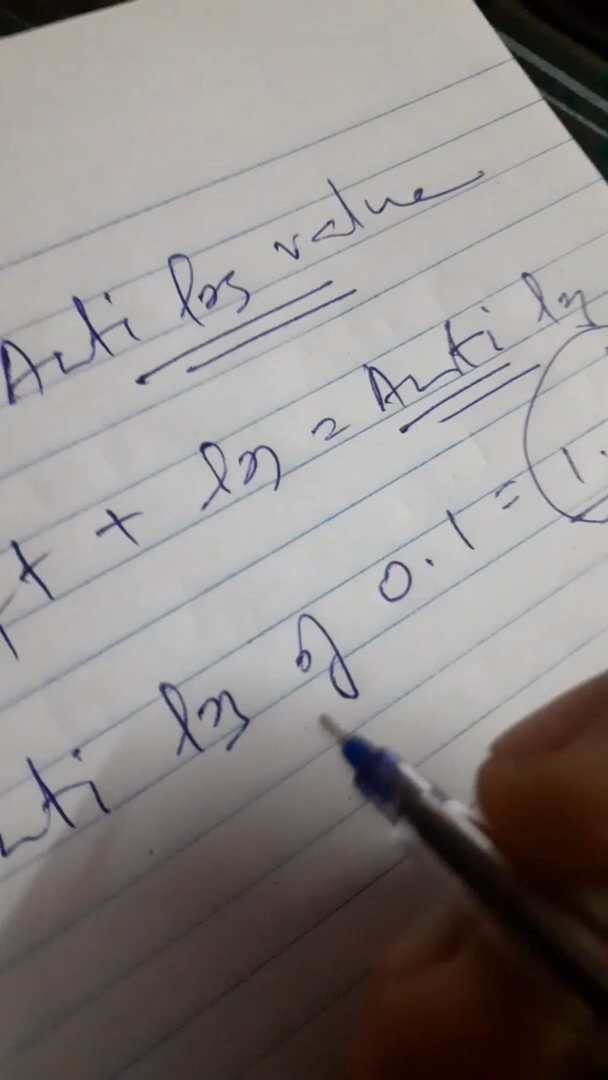 Anti log value
+ log = Anti log
Anti log of 0.1 = 1.